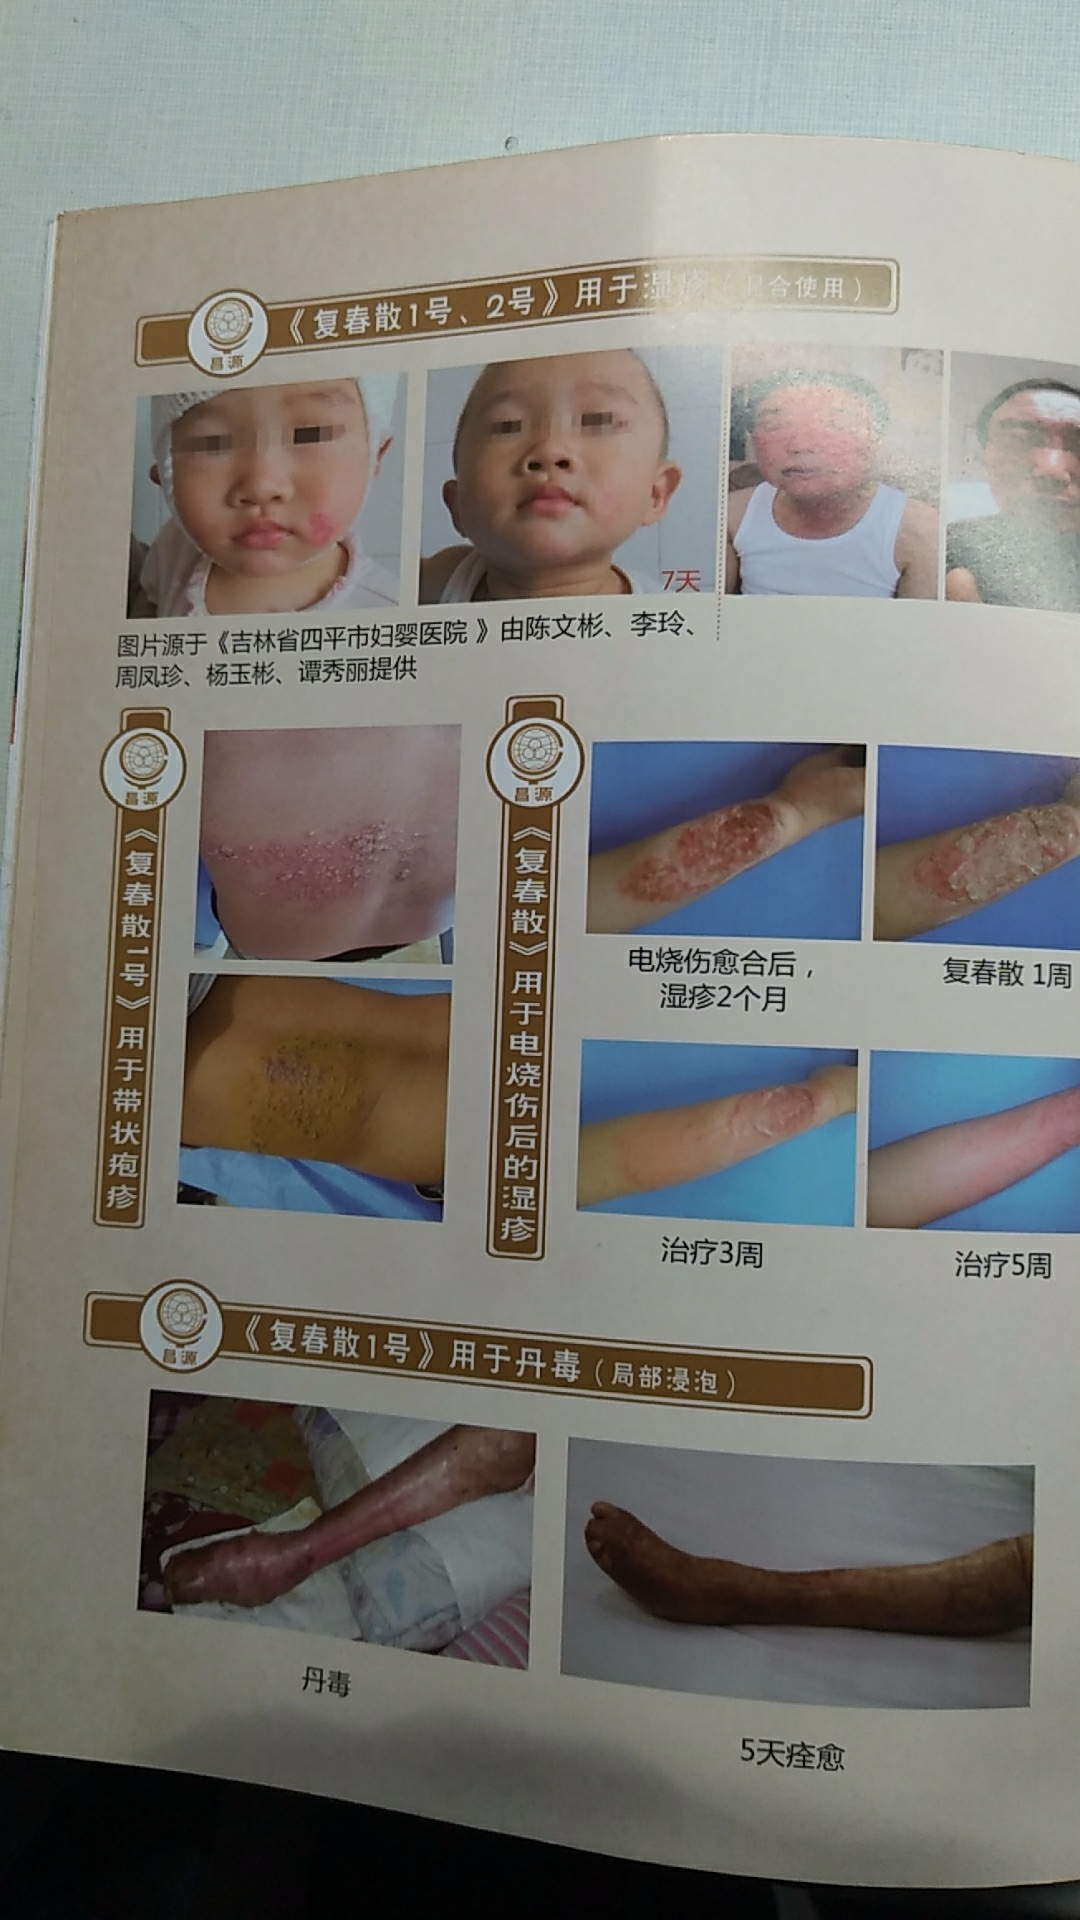 《复春散1号、2号》用于湿疹（混合使用）
昌源
7天
图片源于《吉林省四平市妇婴医院 》由陈文彬、李玲、
周凤珍、杨玉彬、谭秀丽提供
昌源
《复春散1号》用于带状疱疹
昌源
《复春散》用于电烧伤后的湿疹
电烧伤愈合后，
湿疹2个月
复春散 1周
治疗3周
治疗5周
昌源
《复春散1号》用于丹毒（局部浸泡）
丹毒
5天痊愈